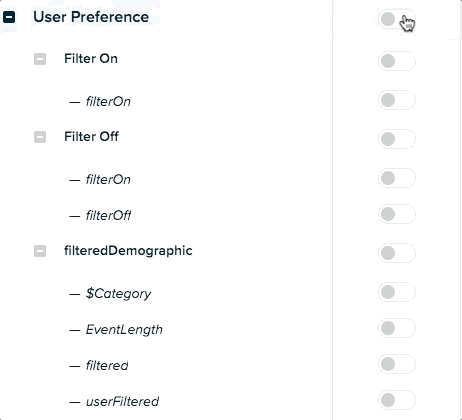 User Preference
Filter On
— filterOn
Filter Off
— filterOn
— filterOff
filteredDemographic
— $Category
— EventLength
— filtered
— userFiltered